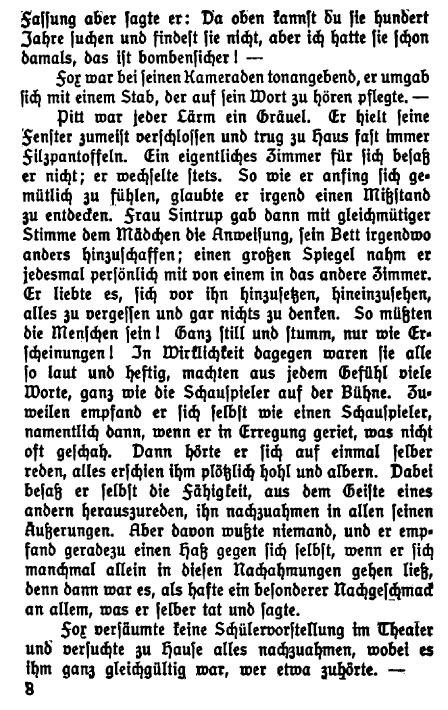 Fassung aber sagte er: Da oben kannst du sie hundert
Jahre suchen und findest sie nicht, aber ich hatte sie schon
damals, das ist bombensicher! —
Fox war bei seinen Kameraden tonangebend, er umgab
sich mit einem Stab, der auf sein Wort zu hören pflegte. —
Pitt war jeder Lärm ein Gräuel. Er hielt seine
Fenster zumeist verschlossen und trug zu Haus fast immer
Filzpantoffeln. Ein eigentliches Zimmer für sich besaß
er nicht; er wechselte stets. So wie er anfing sich ge-
mütlich zu fühlen, glaubte er irgend einen Mißstand
zu entdecken. Frau Sintrup gab dann mit gleichmütiger
Stimme dem Mädchen die Anweisung, sein Bett irgendwo
anders hinzuschaffen; einen großen Spiegel nahm er
jedesmal persönlich mit von einem in das andere Zimmer.
Er liebte es, sich vor ihn hinzusetzen, hineinzusehen,
alles zu vergessen und gar nichts zu denken. So müßten
die Menschen sein! Ganz still und stumm, nur wie Er-
scheinungen! In Wirklichkeit dagegen waren sie alle
so laut und heftig, machten aus jedem Gefühl viele
Worte, ganz wie die Schauspieler auf der Bühne. Zu-
weilen empfand er sich selbst wie einen Schauspieler,
namentlich dann, wenn er in Erregung geriet, was nicht
oft geschah. Dann hörte er sich auf einmal selber
reden, alles erschien ihm plötzlich hohl und albern. Dabei
besaß er selbst die Fähigkeit, aus dem Geiste eines
andern herauszureden, ihn nachzuahmen in allen seinen
Äußerungen. Aber davon wußte niemand, und er emp-
fand geradezu einen Haß gegen sich selbst, wenn er sich
manchmal allein in diesen Nachahmungen gehen ließ,
denn dann war es, als hafte ein besonderer Nachgeschmack
an allem, was er selber tat und sagte.
Fox versäumte keine Schülervorstellung im Theater
und versuchte zu Hause alles nachzuahmen, wobei es
ihm ganz gleichgültig war, wer etwa zuhörte. —
8